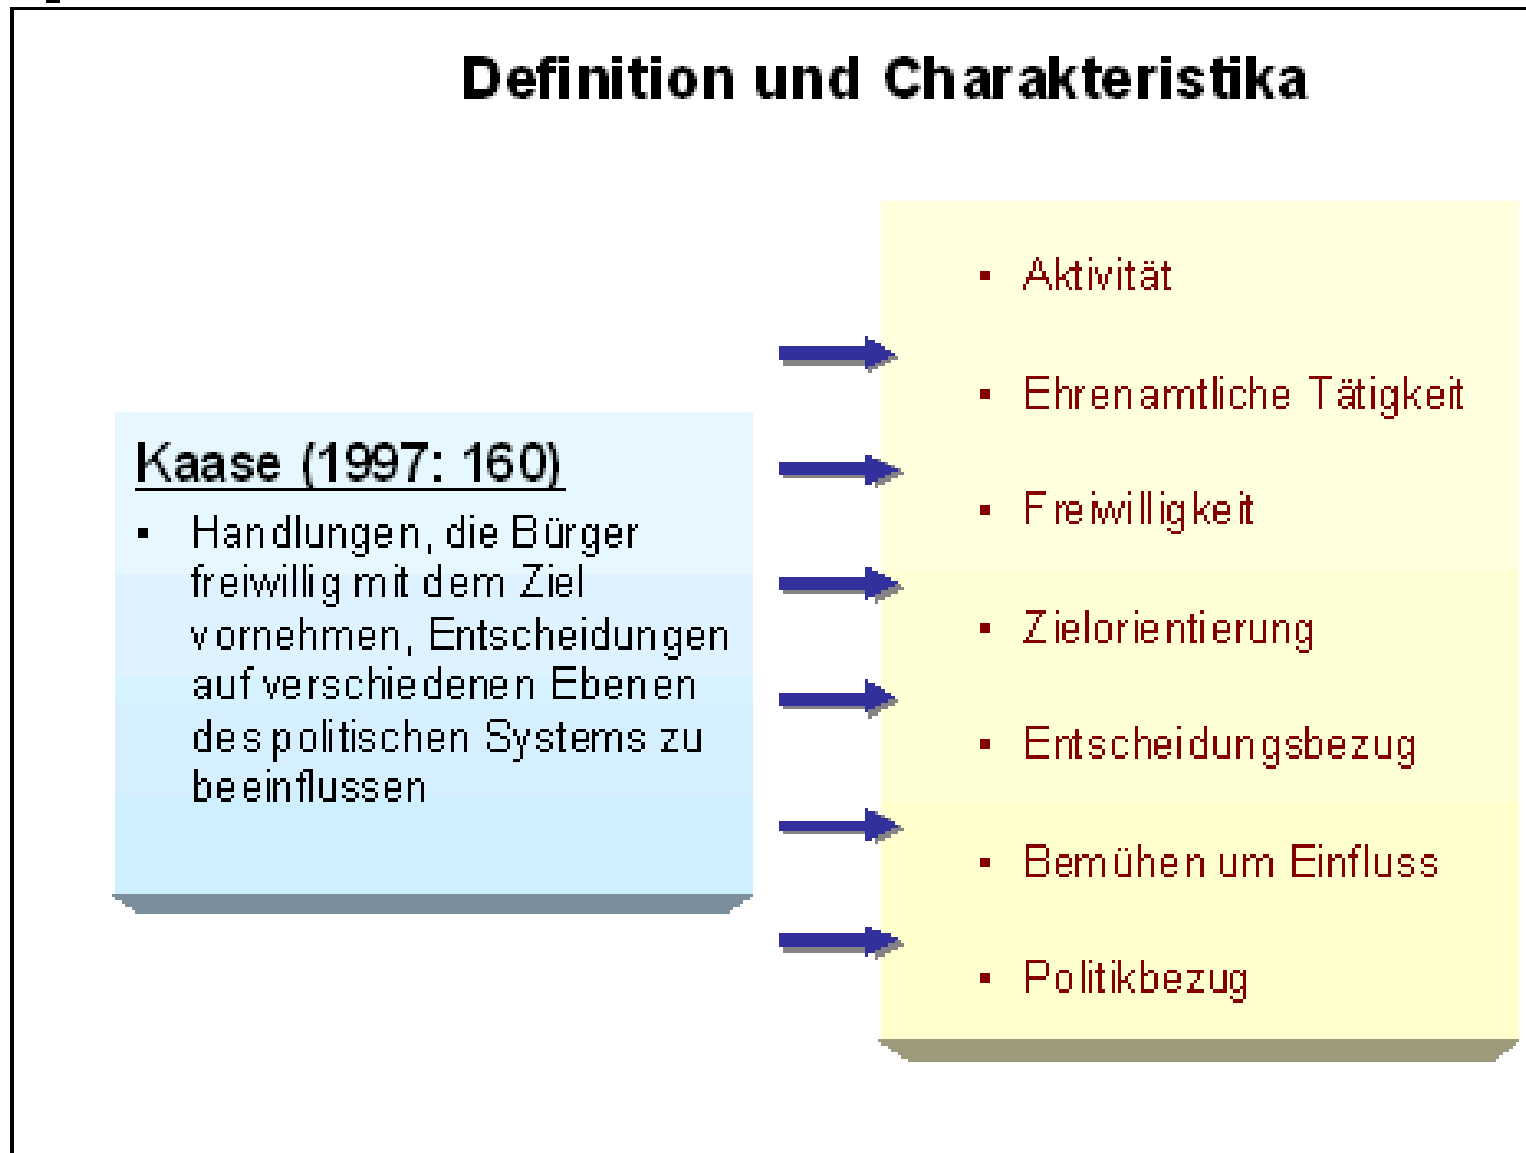 Definition und Charakteristika
Kaase (1997: 160)
▪ Handlungen, die Bürger
freiwillig mit dem Ziel
vornehmen, Entscheidungen
auf verschiedenen Ebenen
des politischen Systems zu
beeinflussen
▪ Aktivität
▪ Ehrenamtliche Tätigkeit
▪ Freiwilligkeit
▪ Zielorientierung
▪ Entscheidungsbezug
▪ Bemühen um Einfluss
▪ Politikbezug